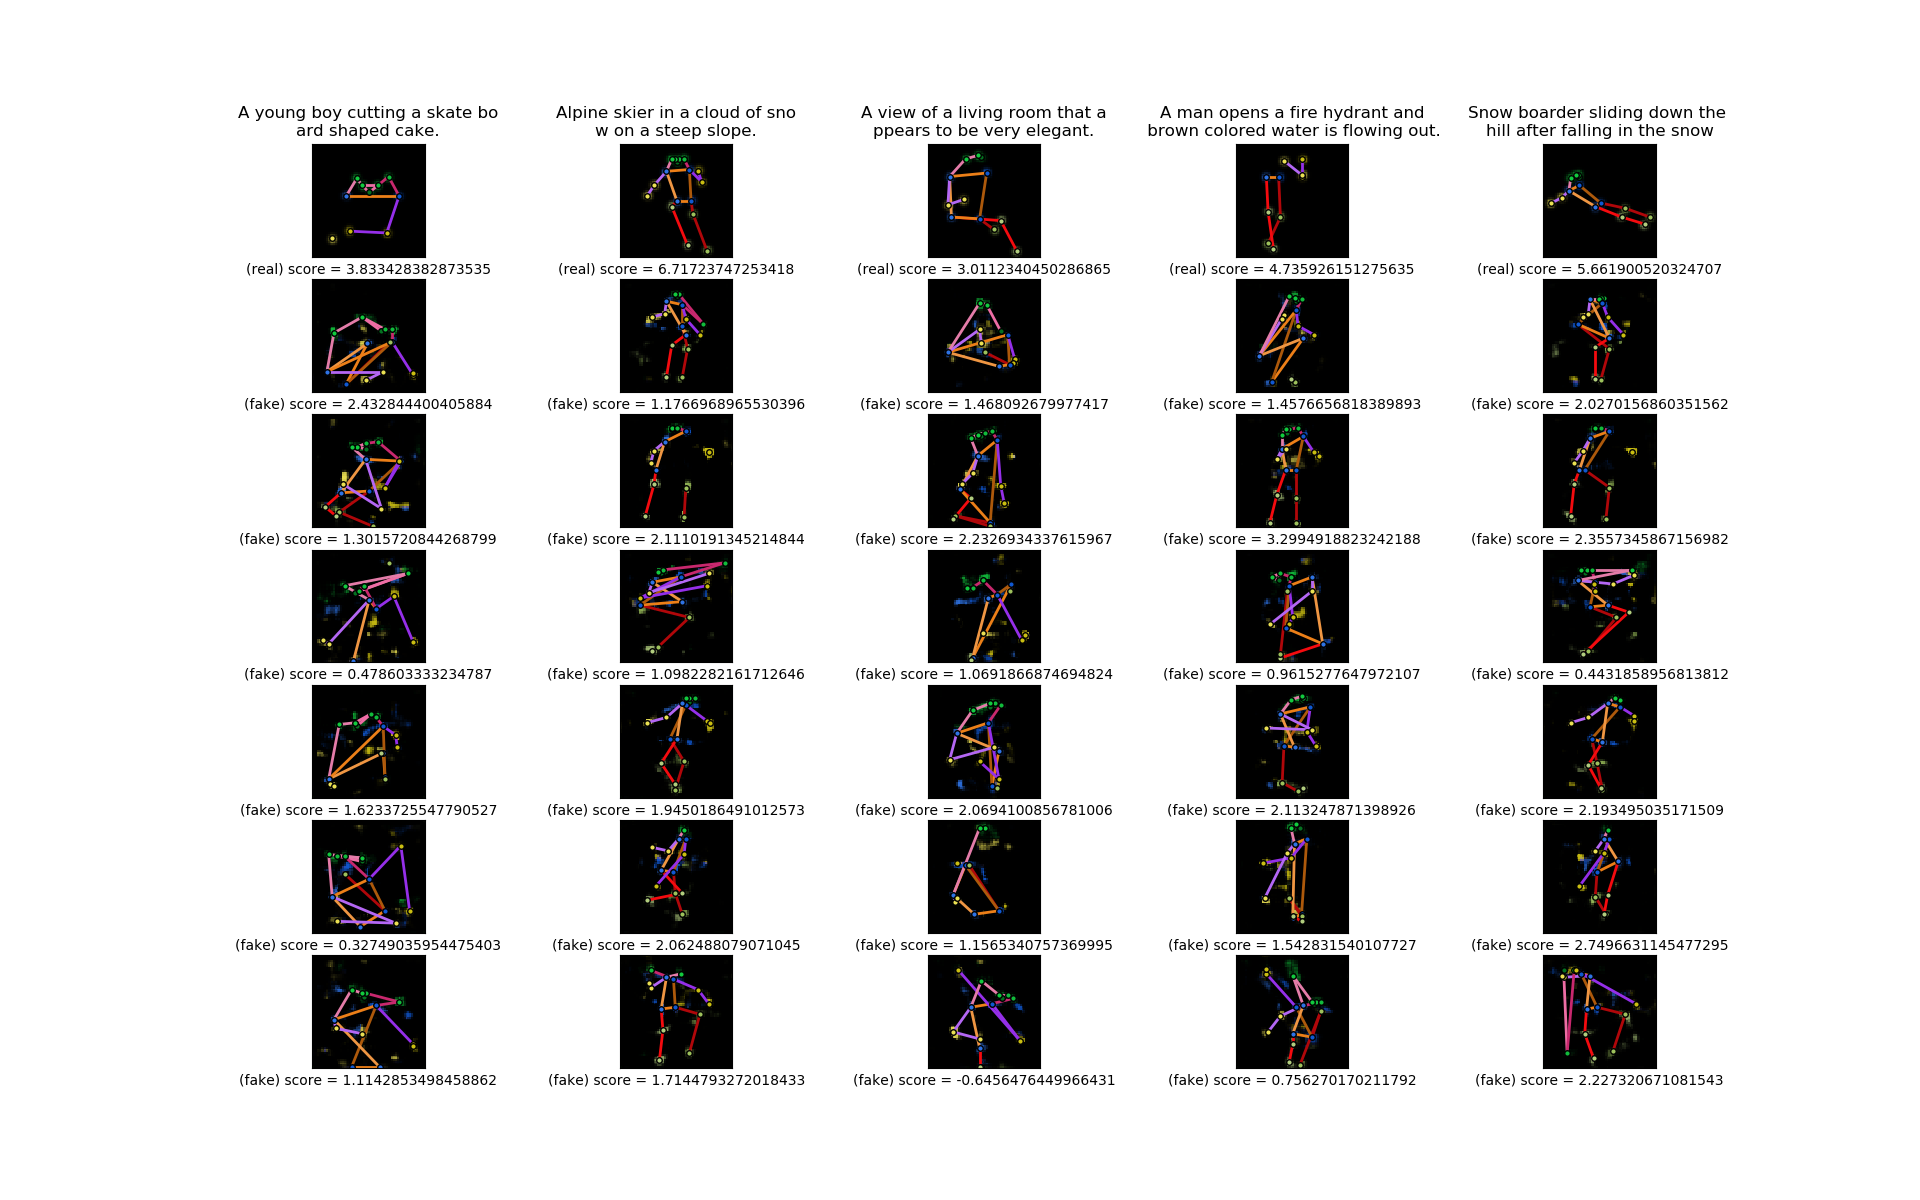 A young boy cutting a skate bo
ard shaped cake.
Alpine skier in a cloud of sno
w on a steep slope.
A view of a living room that a
ppears to be very elegant.
A man opens a fire hydrant and
brown colored water is flowing out.
Snow boarder sliding down the
hill after falling in the snow
(real) score = 3.833428382873535
(real) score = 6.71723747253418
(real) score = 3.0112340450286865
(real) score = 4.735926151275635
(real) score = 5.661900520324707
(fake) score = 2.432844400405884
(fake) score = 1.1766968965530396
(fake) score = 1.468092679977417
(fake) score = 1.4576656818389893
(fake) score = 2.0270156860351562
(fake) score = 1.3015720844268799
(fake) score = 2.1110191345214844
(fake) score = 2.2326934337615967
(fake) score = 3.2994918823242188
(fake) score = 2.3557345867156982
(fake) score = 0.478603333234787
(fake) score = 1.0982282161712646
(fake) score = 1.0691866874694824
(fake) score = 0.9615277647972107
(fake) score = 0.4431858956813812
(fake) score = 1.6233725547790527
(fake) score = 1.9450186491012573
(fake) score = 2.0694100856781006
(fake) score = 2.113247871398926
(fake) score = 2.193495035171509
(fake) score = 0.32749035954475403
(fake) score = 2.062488079071045
(fake) score = 1.1565340757369995
(fake) score = 1.542831540107727
(fake) score = 2.7496631145477295
(fake) score = 1.1142853498458862
(fake) score = 1.7144793272018433
(fake) score = -0.6456476449966431
(fake) score = 0.756270170211792
(fake) score = 2.227320671081543